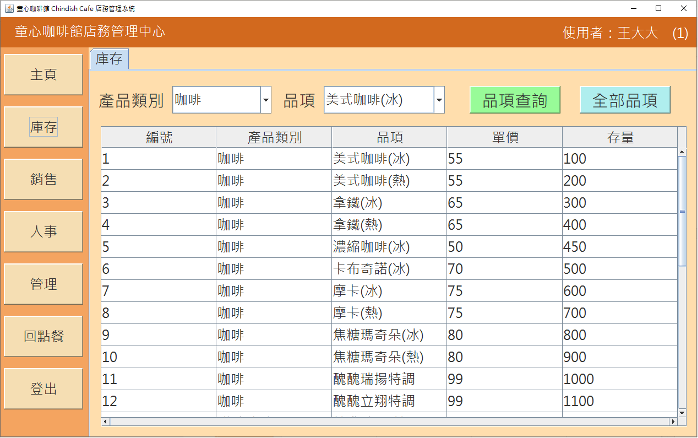 童心咖啡館 Chindish Café 店務管理系統
童心咖啡館店務管理中心
使用者：王大人 (1)
主頁
庫存
銷售
人事
管理
回點餐
登出
庫存
產品類別 咖啡 品項 美式咖啡(冰) 品項查詢 全部品項
編號 產品類別 品項 單價 存量
1 咖啡 美式咖啡(冰) 55 100
2 咖啡 美式咖啡(熱) 55 200
3 咖啡 拿鐵(冰) 65 300
4 咖啡 拿鐵(熱) 65 400
5 咖啡 濃縮咖啡(冰) 50 450
6 咖啡 卡布奇諾(冰) 70 500
7 咖啡 摩卡(冰) 75 600
8 咖啡 摩卡(熱) 75 700
9 咖啡 焦糖瑪奇朵(冰) 80 800
10 咖啡 焦糖瑪奇朵(熱) 80 900
11 咖啡 醜醜瑞揚特調 99 1000
12 咖啡 醜醜立翔特調 99 1100